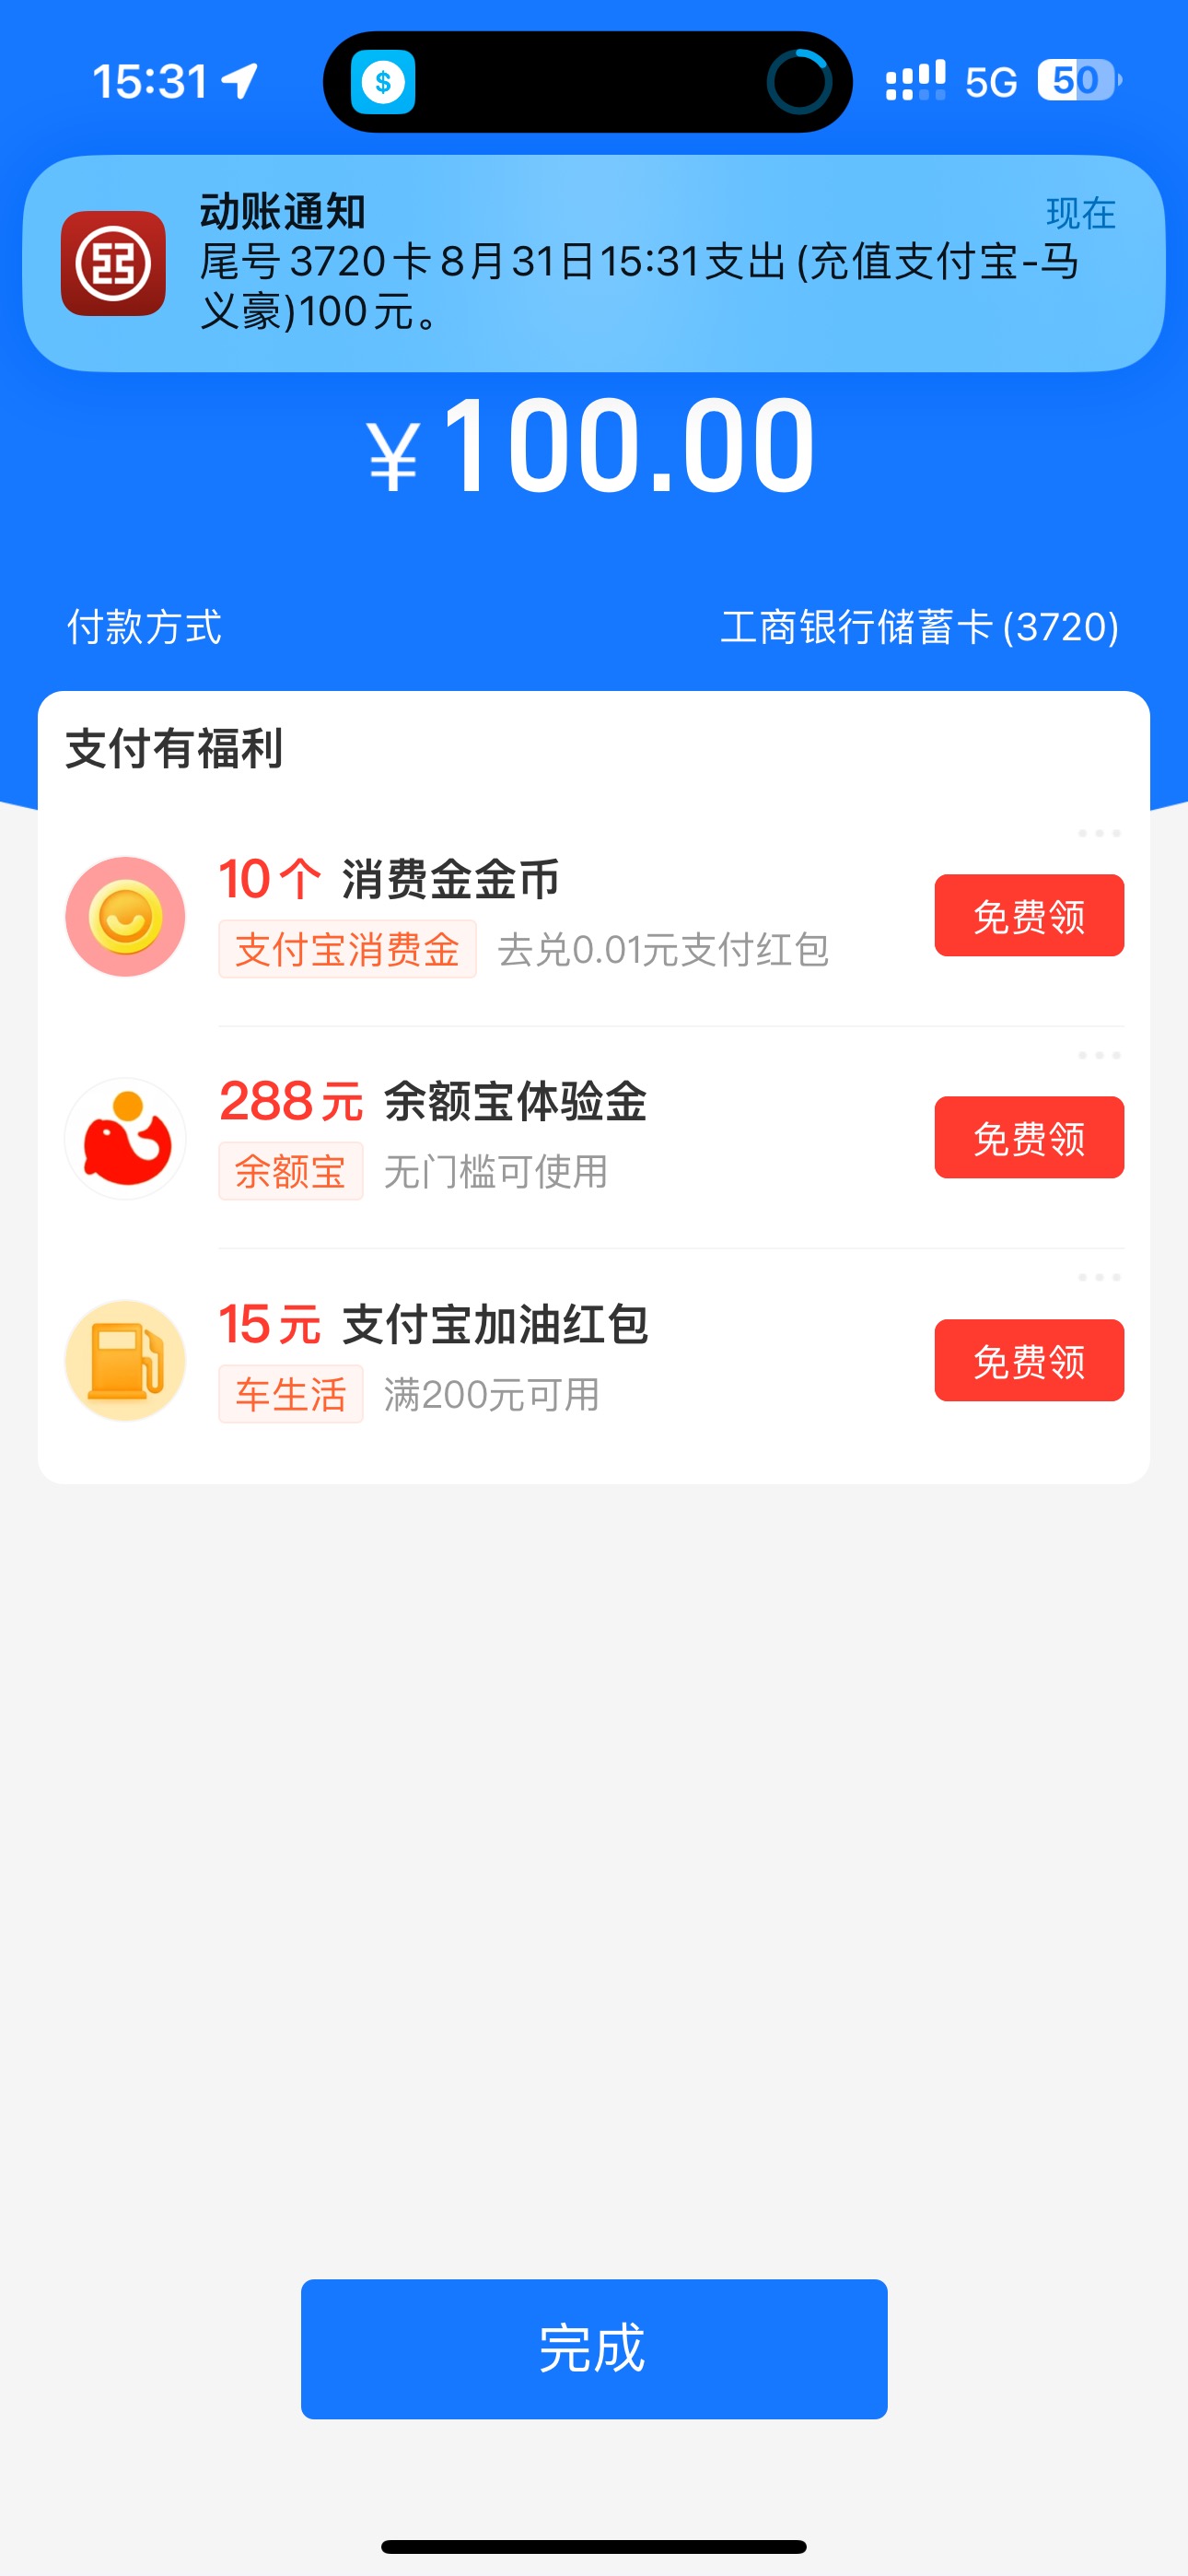 15:31
$
5G
50
动账通知
现在
尾号3720卡8月31日15:31支出(充值支付宝-马
义豪)100元。
¥100.00
付款方式
工商银行储蓄卡(3720)
支付有福利
10个 消费金金币
支付宝消费金 去兑0.01元支付红包
免费领
288元 余额宝体验金
余额宝 无门槛可使用
免费领
15元 支付宝加油红包
车生活 满200元可用
免费领
完成